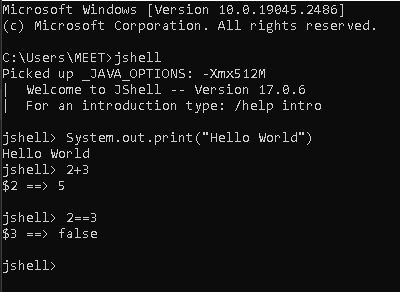 Microsoft Windows [Version 10.0.19045.2486]
(c) Microsoft Corporation. All rights reserved.
C:\Users\MEET>jshell
Picked up _JAVA_OPTIONS: -Xmx512M
|  Welcome to JShell -- Version 17.0.6
|  For an introduction type: /help intro
jshell> System.out.print("Hello World")
Hello World
jshell> 2+3
$2 ==> 5
jshell> 2==3
$3 ==> false
jshell>